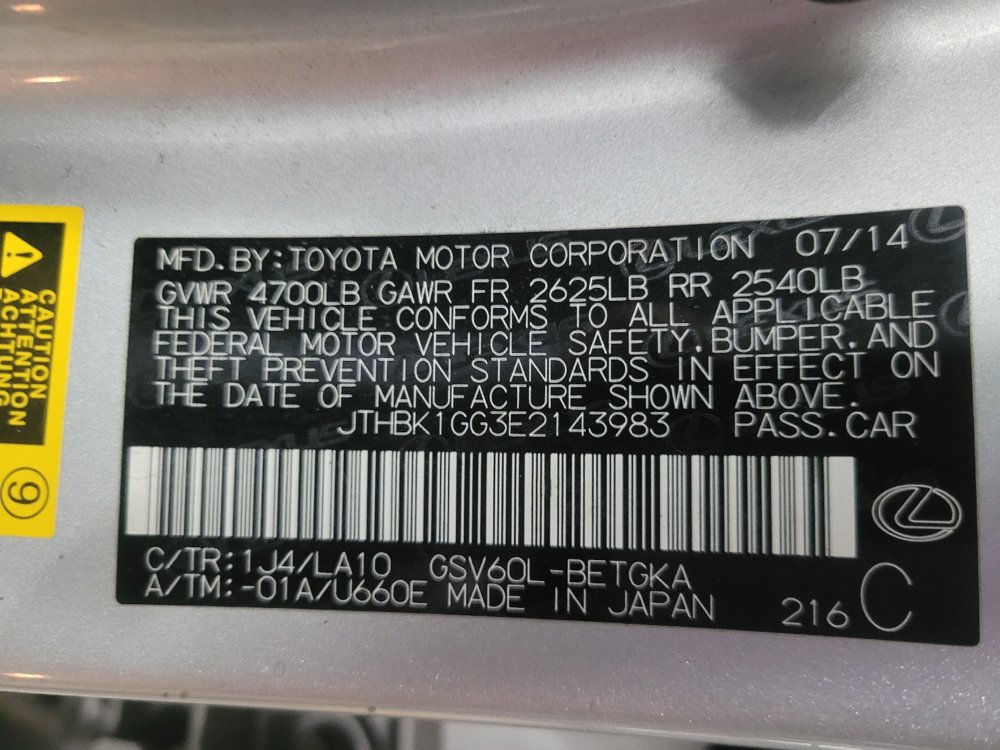 MFD.BY:TOYOTA MOTOR CORPORATION 07/14
GVWR 4700LB GAWR FR 2625LB RR 2540LB
THIS VEHICLE CONFORMS TO ALL APPLICABLE
FEDERAL MOTOR VEHICLE SAFETY,BUMPER,AND
THEFT PREVENTION STANDARDS IN EFFECT ON
THE DATE OF MANUFACTURE SHOWN ABOVE.
JTHBK1GG3E2143983 PASS.CAR
C/TR:1J4/LA10 GSV60L-BETGKA
A/TM:-01A/U660E MADE IN JAPAN 216 C
CAUTION
ATTENTION
ACHTUNG
9